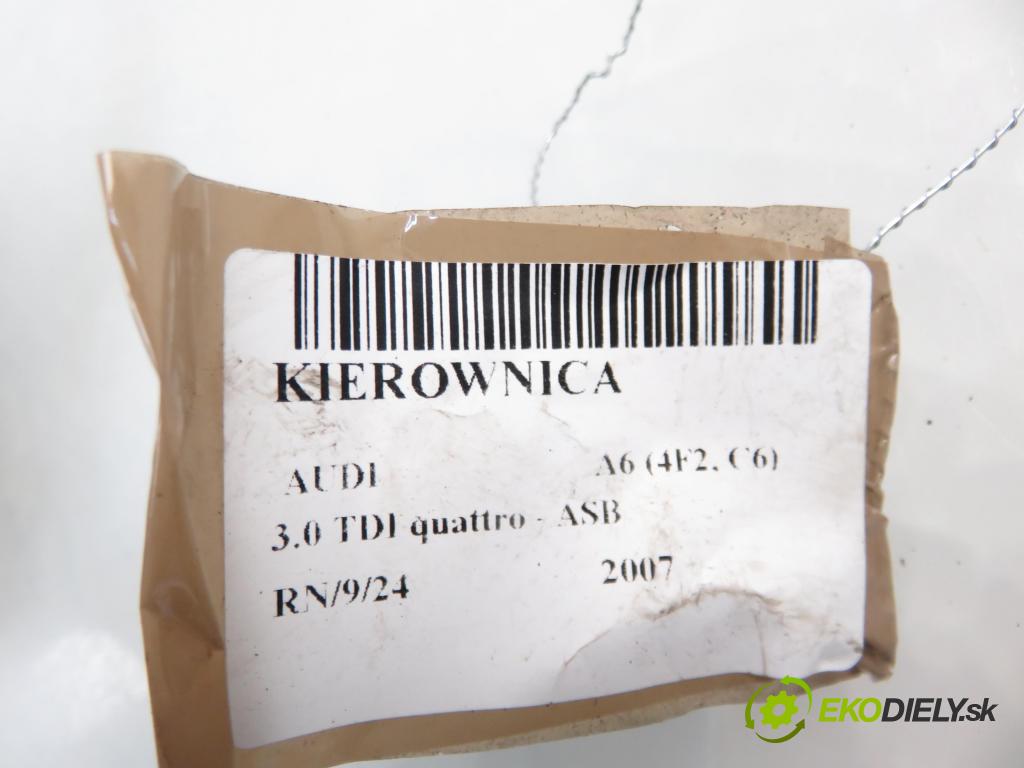 KIEROWNICA
AUDI A6 (4F2, C6)
3.0 TDI quattro - ASB
RN/9/24 2007
EKODIELY.sk